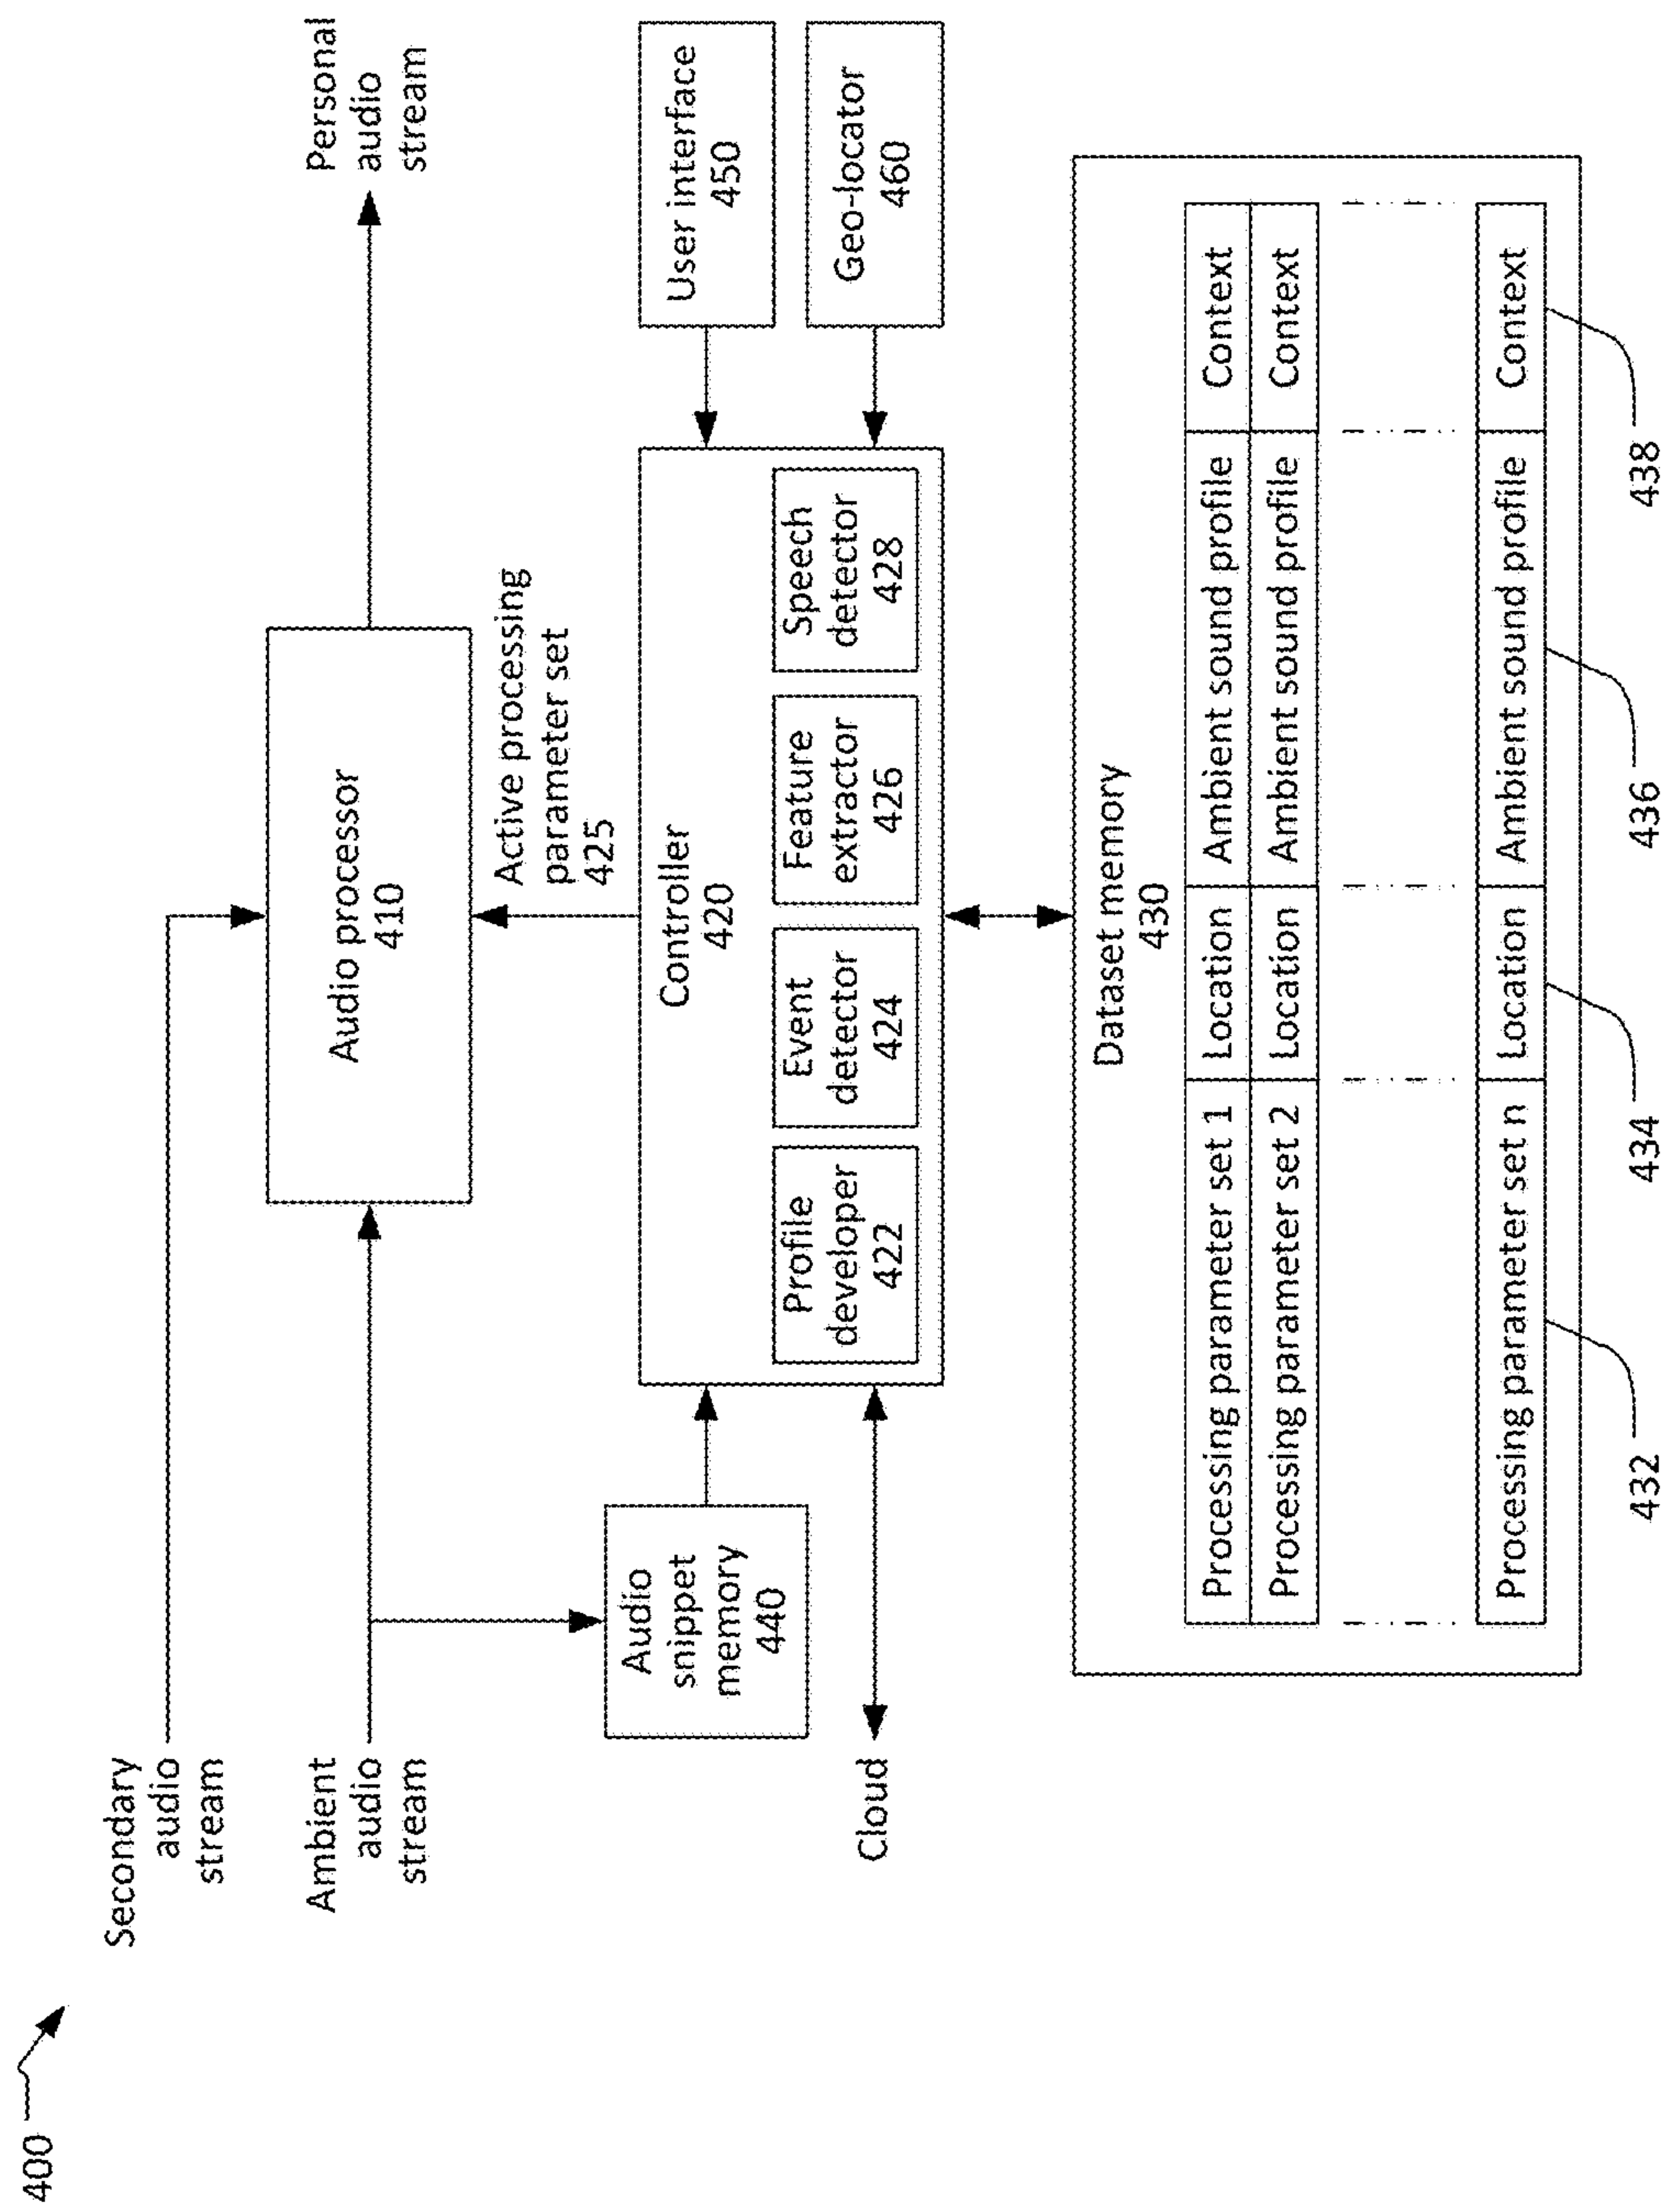 400
Secondary
audio
stream
Ambient
audio
stream
Personal
audio
stream
Audio processor
410
Active processing
parameter set
425
Audio
snippet
memory
440
Controller
420
Profile
developer
422
Event
detector
424
Feature
extractor
426
Speech
detector
428
User interface
450
Geo-locator
460
Cloud
Dataset memory
430
Processing parameter set 1 Location Ambient sound profile Context
Processing parameter set 2 Location Ambient sound profile Context
Processing parameter set n Location Ambient sound profile Context
432 434 436 438